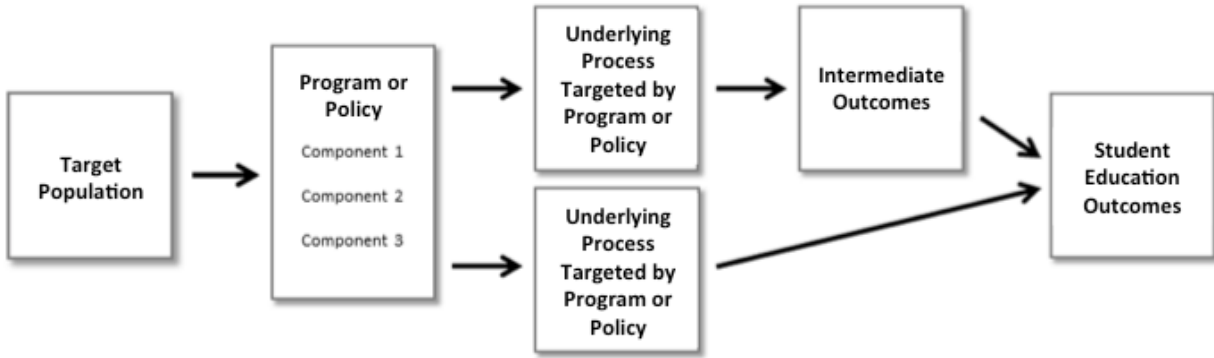 Target
Population
Program or
Policy
Component 1
Component 2
Component 3
Underlying
Process
Targeted by
Program or
Policy
Underlying
Process
Targeted by
Program or
Policy
Intermediate
Outcomes
Student
Education
Outcomes